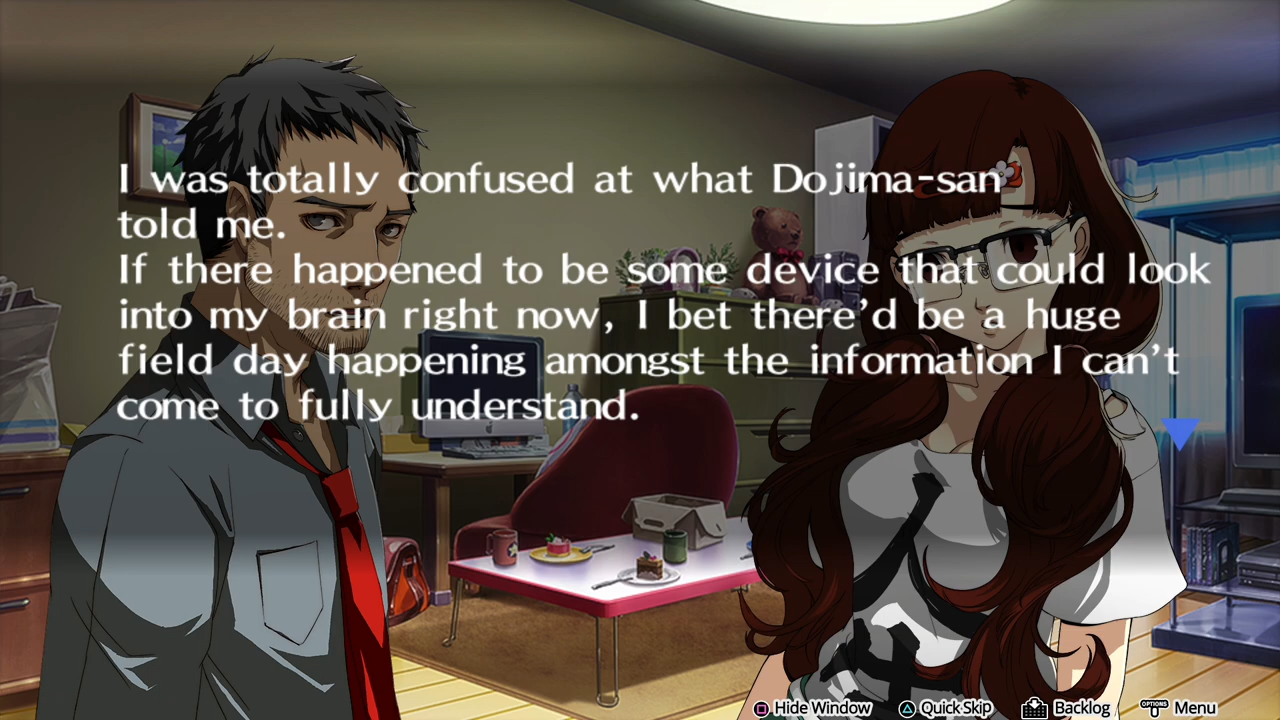 I was totally confused at what Dojima-san
told me.
If there happened to be some device that could look
into my brain right now, I bet there'd be a huge
field day happening amongst the information I can't
come to fully understand.
Hide Window
Quick Skip
Backlog
OPTIONS
Menu